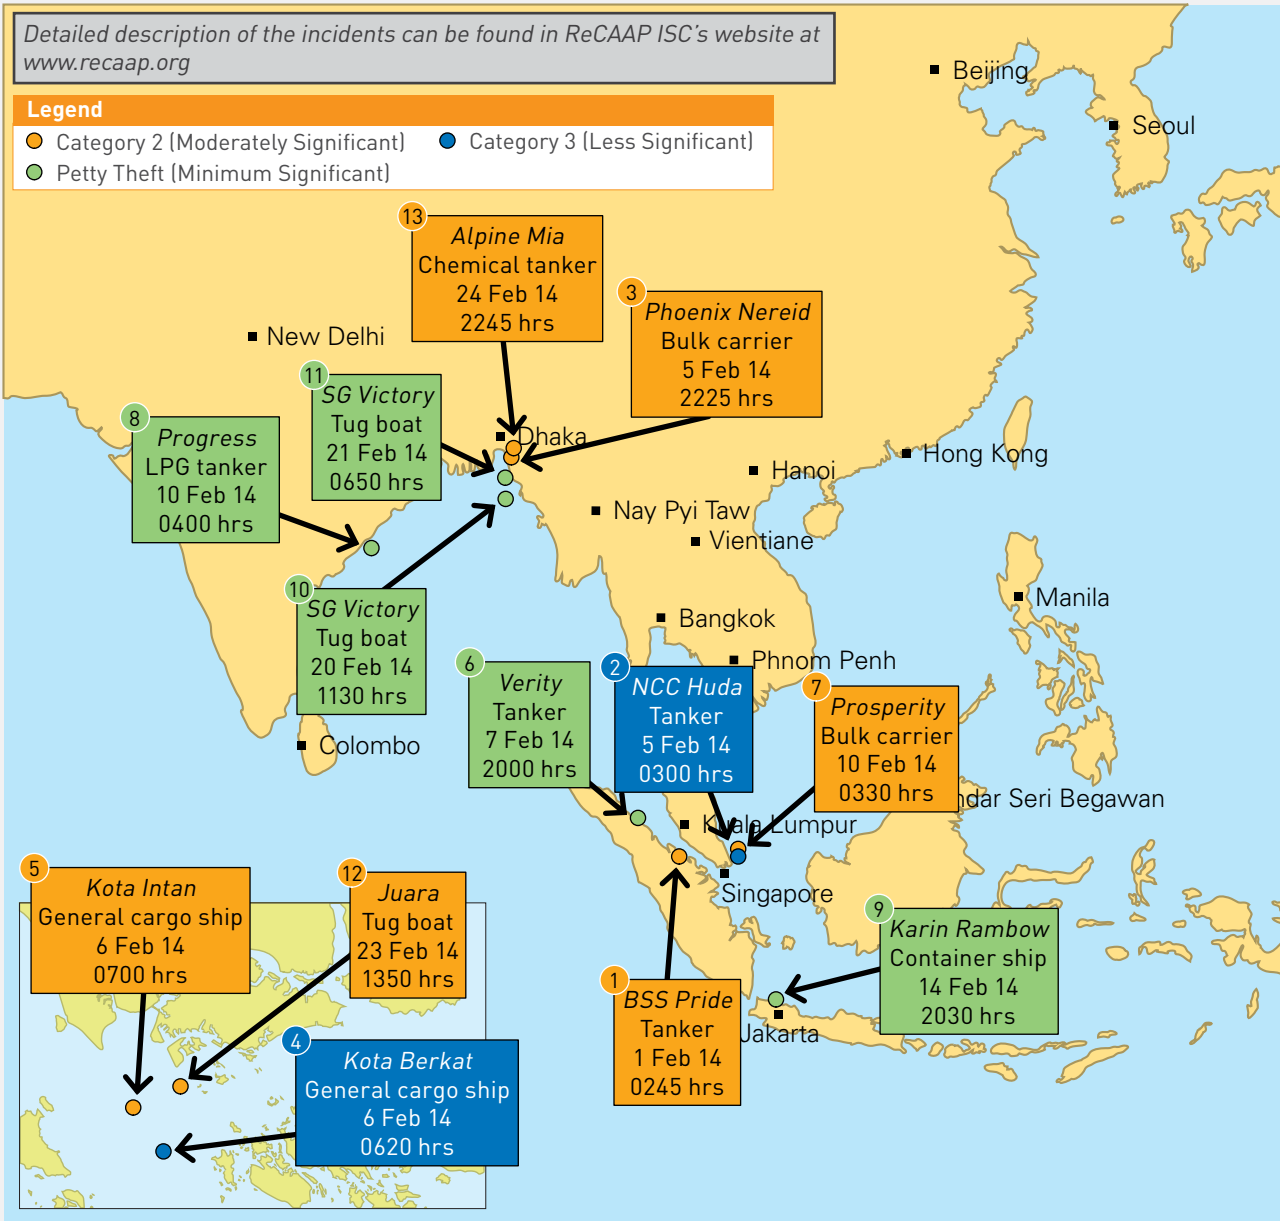 Detailed description of the incidents can be found in ReCAAP ISC's website at
www.recaap.org
Legend
Category 2 (Moderately Significant)
Category 3 (Less Significant)
Petty Theft (Minimum Significant)
Beijing
Seoul
13
Alpine Mia
Chemical tanker
24 Feb 14
2245 hrs
3
Phoenix Nereid
Bulk carrier
5 Feb 14
2225 hrs
New Delhi
11
SG Victory
Tug boat
21 Feb 14
0650 hrs
8
Progress
LPG tanker
10 Feb 14
0400 hrs
Dhaka
Hong Kong
Hanoi
Nay Pyi Taw
Vientiane
10
SG Victory
Tug boat
20 Feb 14
1130 hrs
Manila
Bangkok
Phnom Penh
6
Verity
Tanker
7 Feb 14
2000 hrs
2
NCC Huda
Tanker
5 Feb 14
0300 hrs
7
Prosperity
Bulk carrier
10 Feb 14
0330 hrs
Colombo
ndar Seri Begawan
Kuala Lumpur
Singapore
5
Kota Intan
General cargo ship
6 Feb 14
0700 hrs
12
Juara
Tug boat
23 Feb 14
1350 hrs
9
Karin Rambow
Container ship
14 Feb 14
2030 hrs
1
BSS Pride
Tanker
1 Feb 14
0245 hrs
Jakarta
4
Kota Berkat
General cargo ship
6 Feb 14
0620 hrs